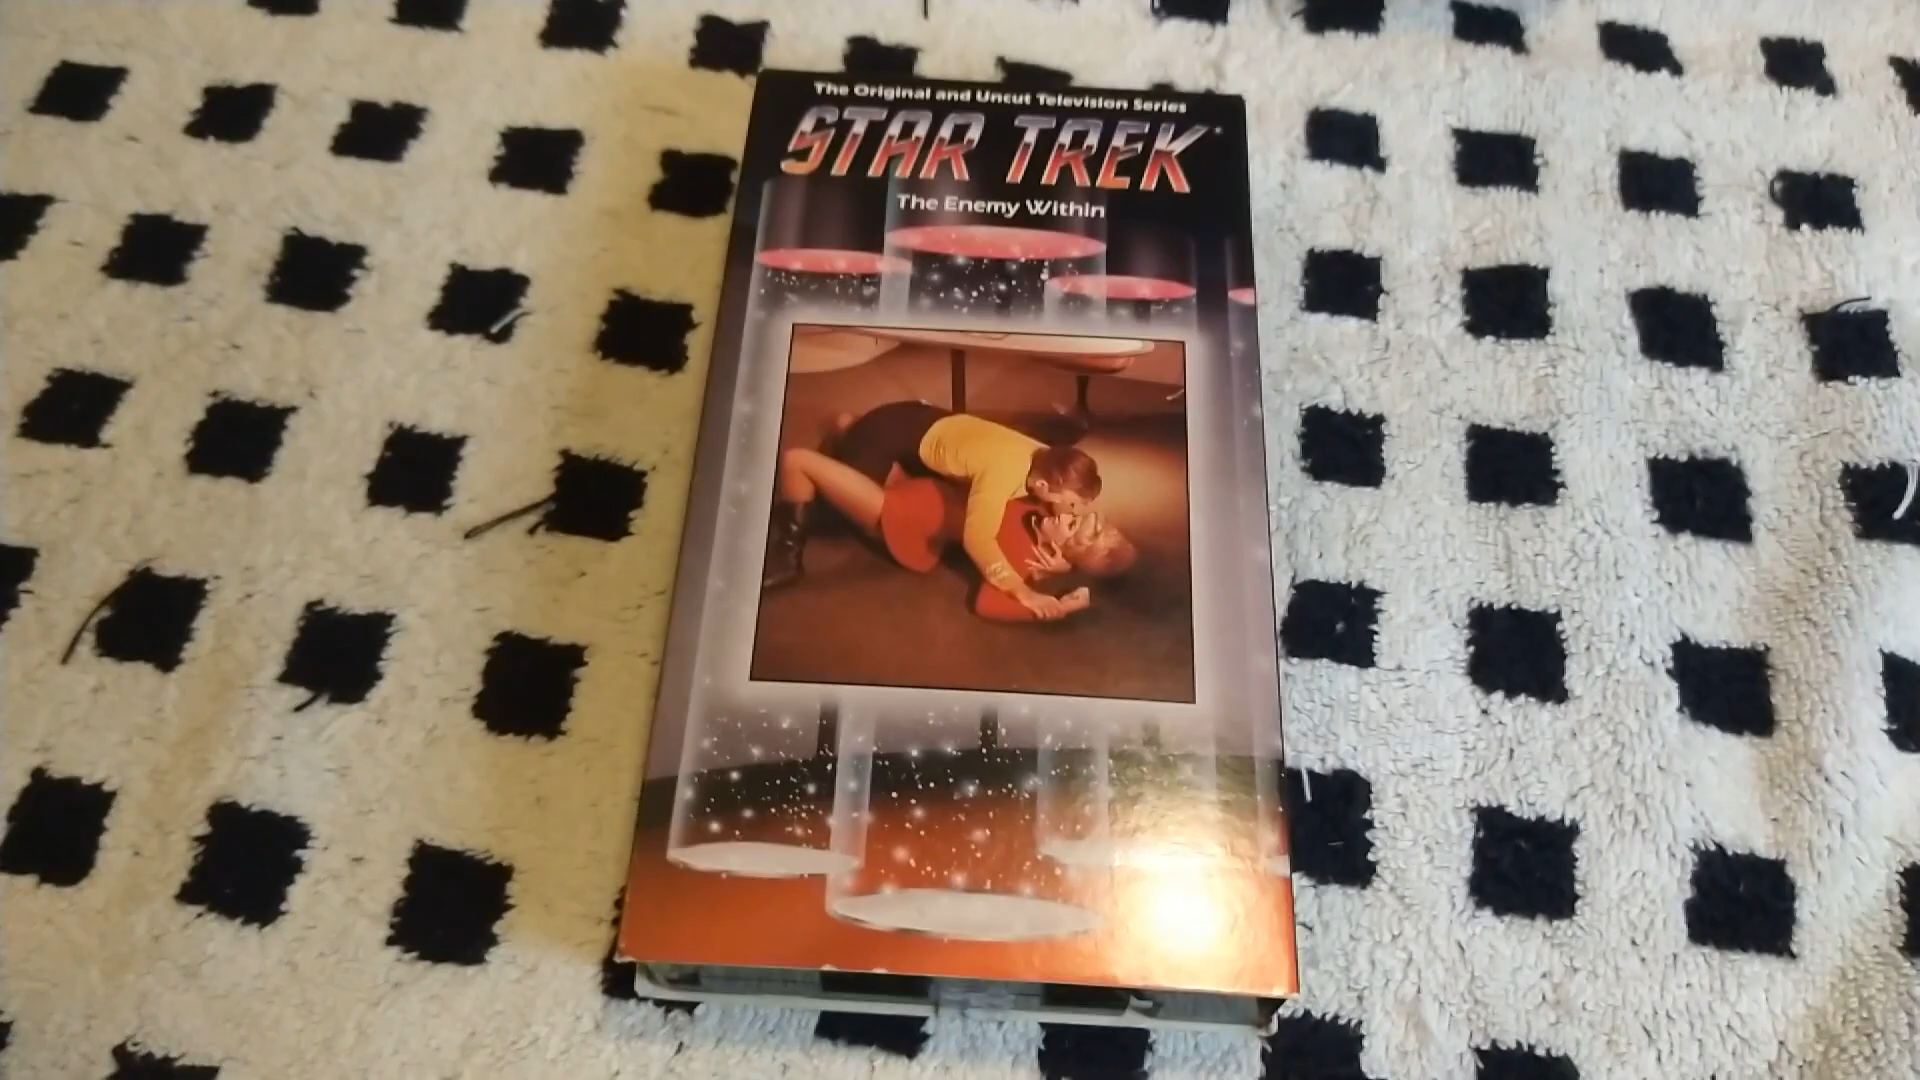 The Original and Uncut Television Series
STAR TREK
The Enemy Within